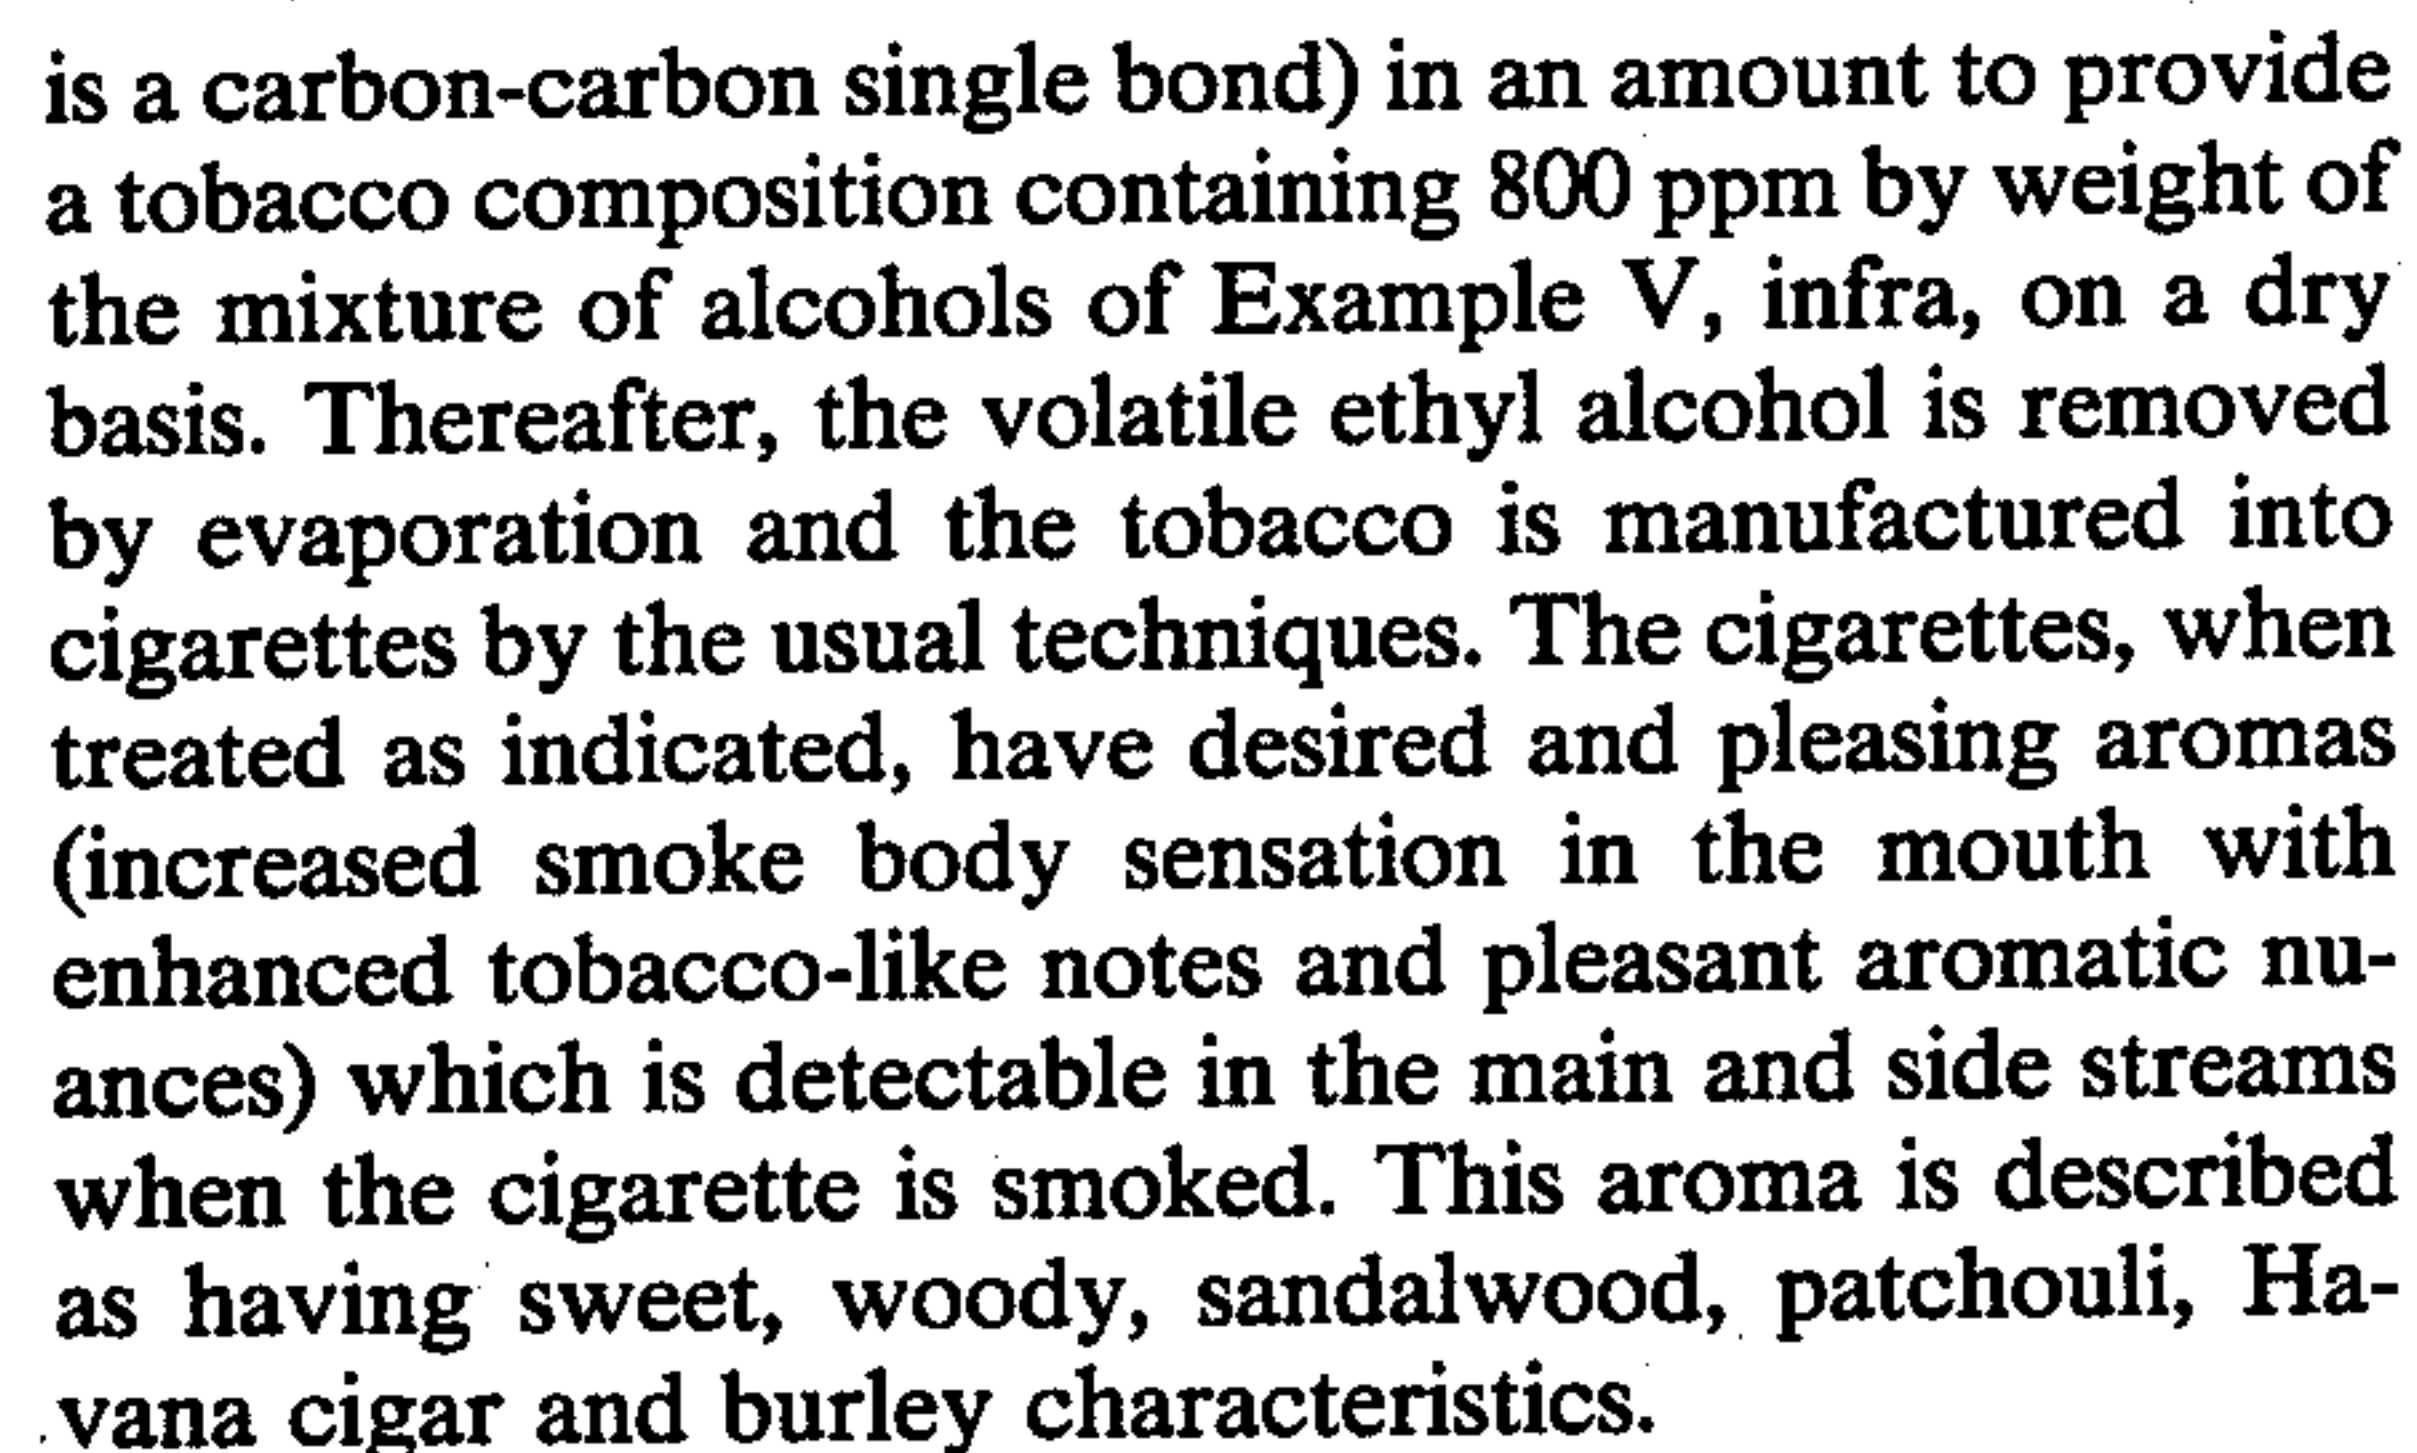 is a carbon-carbon single bond) in an amount to provide
a tobacco composition containing 800 ppm by weight of
the mixture of alcohols of Example V, infra, on a dry
basis. Thereafter, the volatile ethyl alcohol is removed
by evaporation and the tobacco is manufactured into
cigarettes by the usual techniques. The cigarettes, when
treated as indicated, have desired and pleasing aromas
(increased smoke body sensation in the mouth with
enhanced tobacco-like notes and pleasant aromatic nu-
ances) which is detectable in the main and side streams
when the cigarette is smoked. This aroma is described
as having sweet, woody, sandalwood, patchouli, Ha-
vana cigar and burley characteristics.